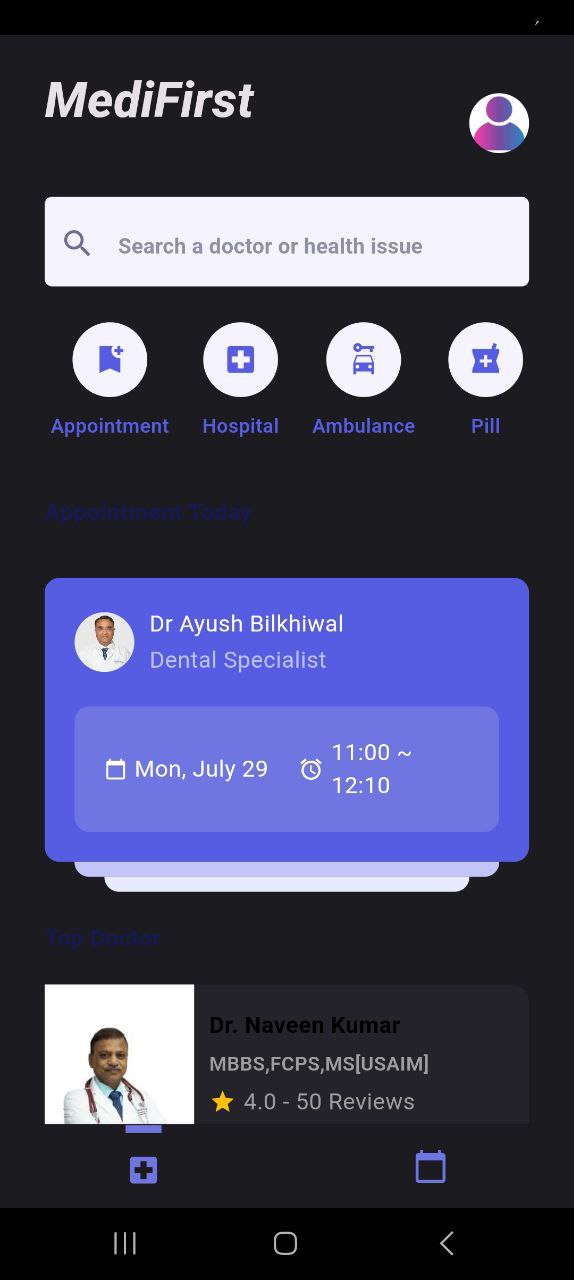 MediFirst
Search a doctor or health issue
Appointment
Hospital
Ambulance
Pill
Appointment Today
Dr Ayush Bilkhiwal
Dental Specialist
Mon, July 29
11:00 ~
12:10
Top Doctor
Dr. Naveen Kumar
MBBS,FCPS,MS[USAIM]
4.0 - 50 Reviews